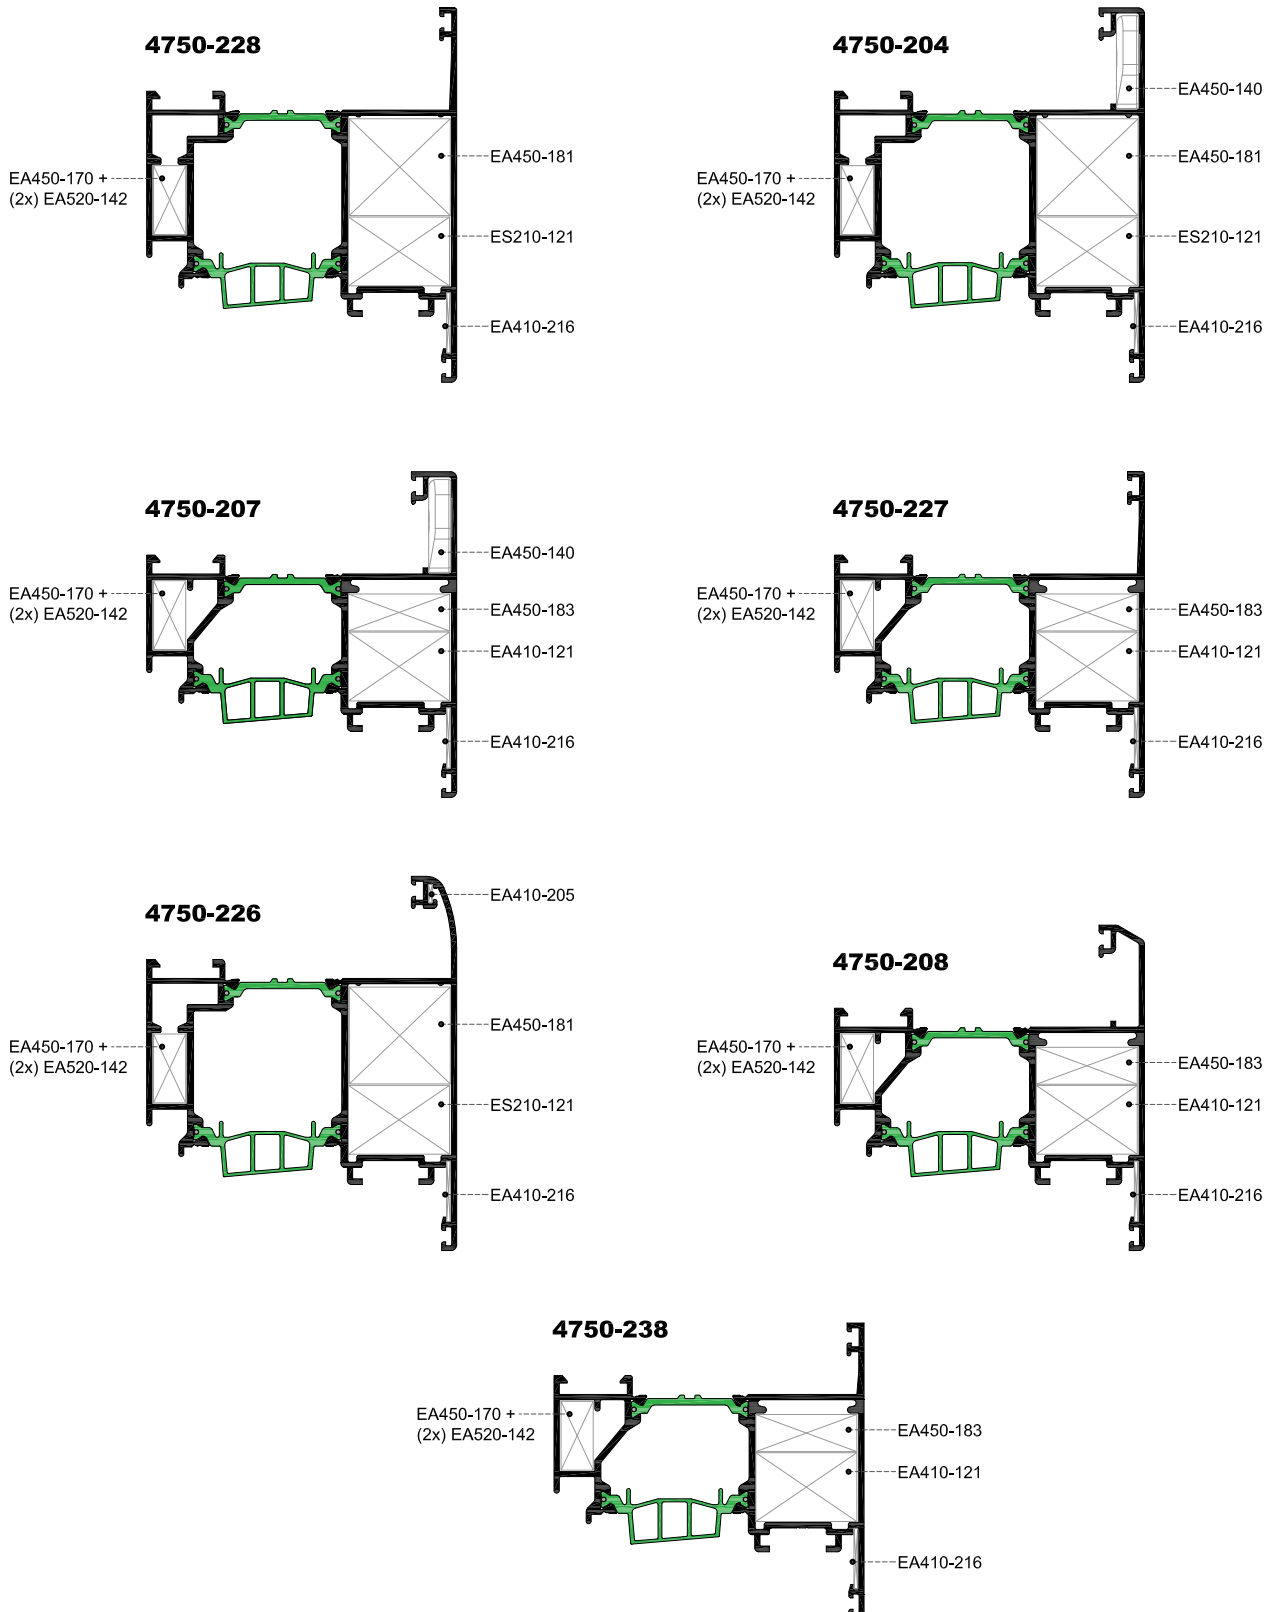 4750-228
EA450-170 +
(2x) EA520-142
EA450-181
ES210-121
EA410-216
4750-204
EA450-170 +
(2x) EA520-142
EA450-140
EA450-181
ES210-121
EA410-216
4750-207
EA450-170 +
(2x) EA520-142
EA450-140
EA450-183
EA410-121
EA410-216
4750-227
EA450-170 +
(2x) EA520-142
EA450-183
EA410-121
EA410-216
4750-226
EA450-170 +
(2x) EA520-142
EA410-205
EA450-181
ES210-121
EA410-216
4750-208
EA450-170 +
(2x) EA520-142
EA450-183
EA410-121
EA410-216
4750-238
EA450-170 +
(2x) EA520-142
EA450-183
EA410-121
EA410-216